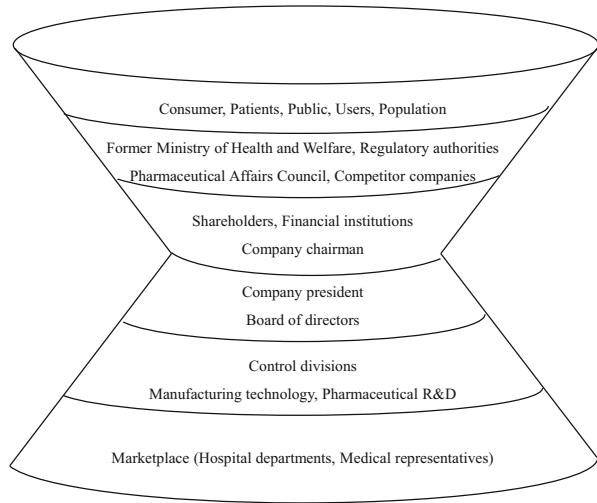 Consumer, Patients, Public, Users, Population
Former Ministry of Health and Welfare, Regulatory authorities
Pharmaceutical Affairs Council, Competitor companies
Shareholders, Financial institutions
Company chairman
Company president
Board of directors
Control divisions
Manufacturing technology, Pharmaceutical R&D
Marketplace (Hospital departments, Medical representatives)